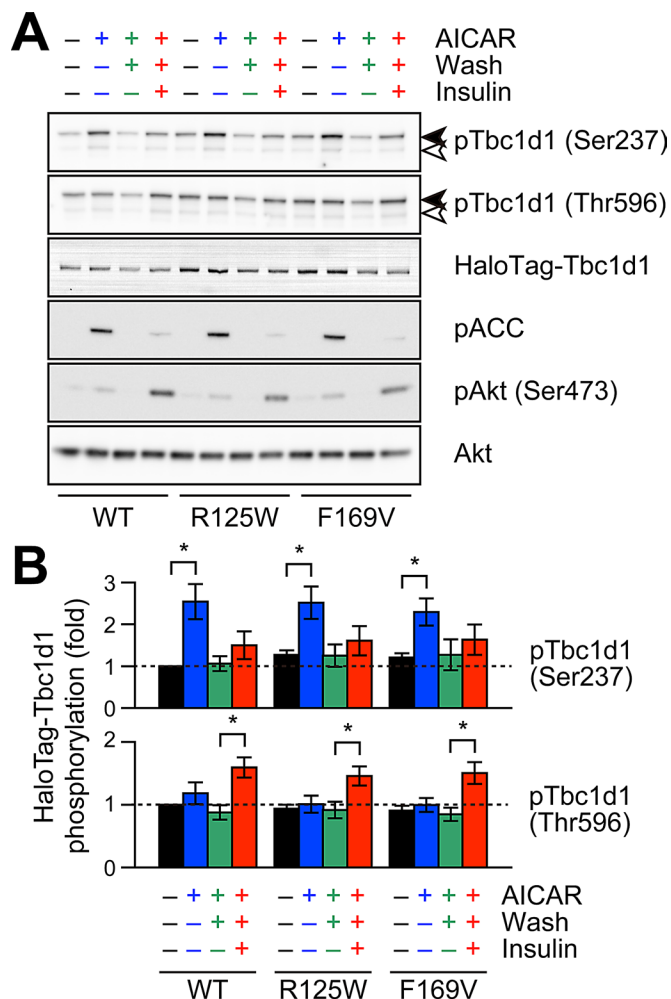 A
− + + + − + + + − + + + AICAR
− − + + − − + + − − + + Wash
− − − + − − − + − − − + Insulin
pTbc1d1 (Ser237)
pTbc1d1 (Thr596)
HaloTag-Tbc1d1
pACC
pAkt (Ser473)
Akt
WT R125W F169V
B
HaloTag-Tbc1d1
phosphorylation (fold)
3
2
1
0
* * *
pTbc1d1
(Ser237)
2
1
0
* * *
pTbc1d1
(Thr596)
− + + + − + + + − + + + AICAR
− − + + − − + + − − + + Wash
− − − + − − − + − − − + Insulin
WT R125W F169V